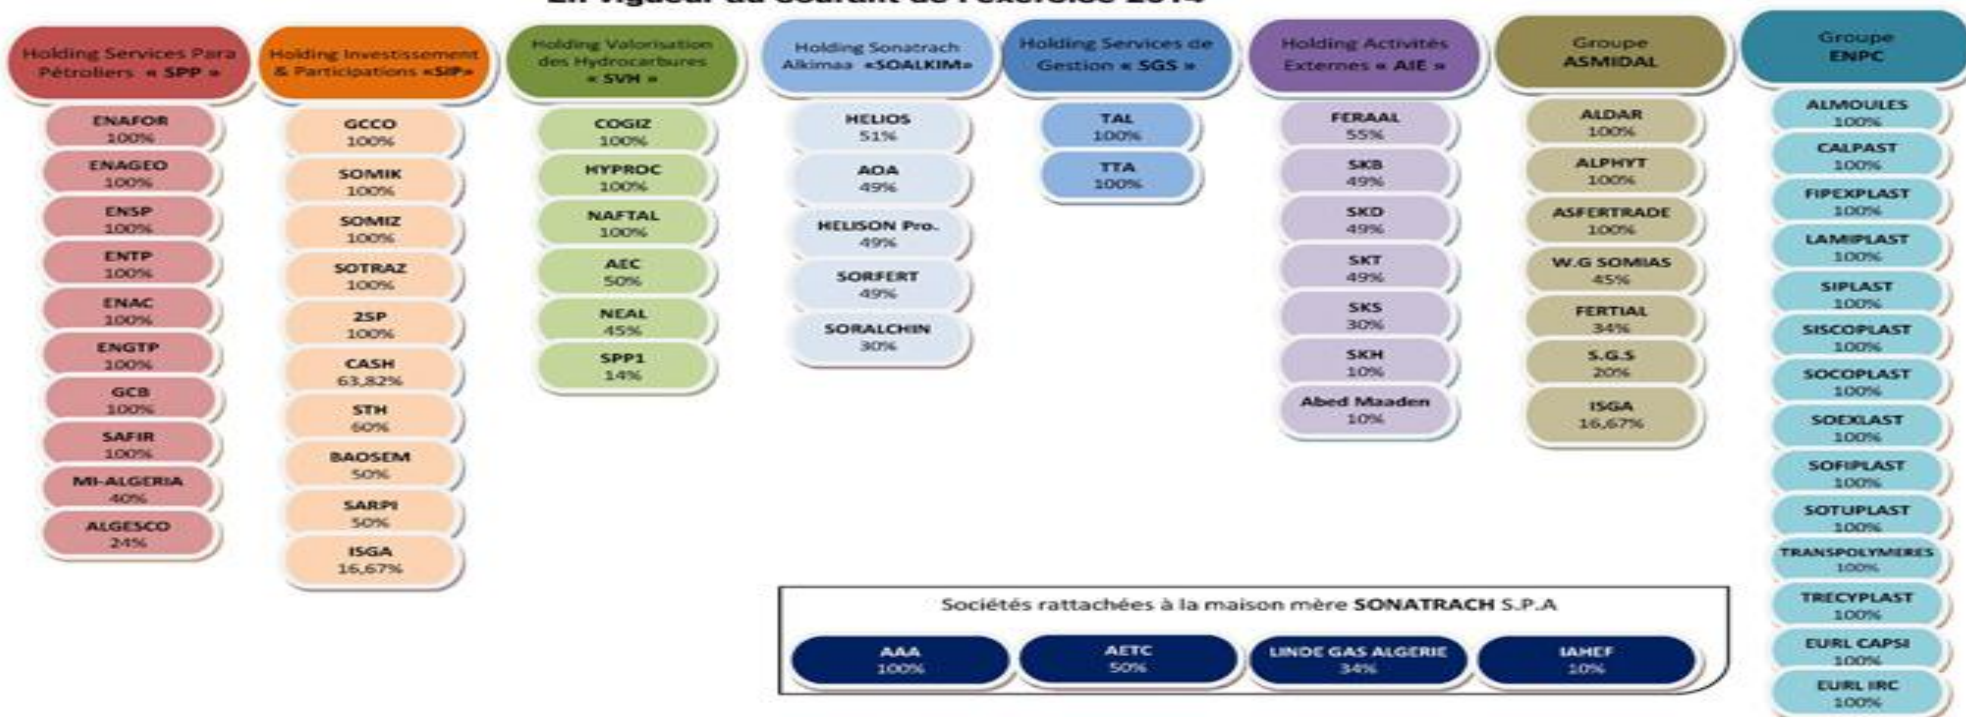 En vigueur au courant de l'exercice 2014
Holding Services Para
Pétroliers « SPP »
ENAFOR
100%
ENAGEO
100%
ENSP
100%
ENTP
100%
ENAC
100%
ENGTP
100%
GCB
100%
SAFIR
100%
MI-ALGERIA
40%
ALGESCO
24%
Holding Investissement
& Participations «SIP»
GCCO
100%
SOMIK
100%
SOMIZ
100%
SOTRAZ
100%
2SP
100%
CASH
63,82%
STH
60%
BAOSEM
50%
SARPI
50%
ISGA
16,67%
Holding Valorisation
des Hydrocarbures
« SVH »
COGIZ
100%
HYPROC
100%
NAFTAL
100%
AEC
50%
NEAL
45%
SPP1
14%
Holding Sonatrach
Alkimaa «SOALKIM»
HELIOS
51%
AOA
49%
HELISON Pro.
49%
SORFERT
49%
SORALCHIN
30%
Holding Services de
Gestion « SGS »
TAL
100%
TTA
100%
Holding Activités
Externes « AIE »
FERAAL
55%
SKB
49%
SKD
49%
SKT
49%
SKS
30%
SKH
10%
Abed Maaden
10%
Groupe
ASMIDAL
ALDAR
100%
ALPHYT
100%
ASFERTRADE
100%
W.G SOMIAS
45%
FERTIAL
34%
S.G.S
20%
ISGA
16,67%
Groupe
ENPC
ALMOULES
100%
CALPAST
100%
FIPEXPLAST
100%
LAMIPLAST
100%
SIPLAST
100%
SISCOPLAST
100%
SOCOPLAST
100%
SOEXLAST
100%
SOFIPLAST
100%
SOTUPLAST
100%
TRANSPOLYMERES
100%
TRECYPLAST
100%
EURL CAPSI
100%
EURL IRC
100%
Sociétés rattachées à la maison mère SONATRACH S.P.A
AAA
100%
AETC
50%
LINDE GAS ALGERIE
34%
IAHEF
10%